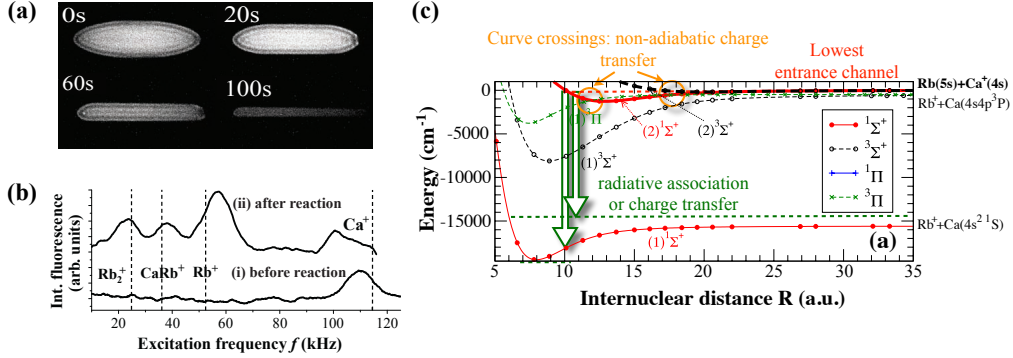 (a)
0s
20s
60s
100s
(b)
Int. fluorescence
(arb. units)
(ii) after reaction
Ca⁺
Rb₂⁺
CaRb⁺
Rb⁺
(i) before reaction
20
40
60
80
100
120
Excitation frequency f (kHz)
(c)
Curve crossings: non-adiabatic charge
transfer
Lowest
entrance channel
Rb(5s)+Ca⁺(4s)
Rb⁺+Ca(4s4p³P)
Rb⁺+Ca(4s² ¹S)
Energy (cm⁻¹)
0
-5000
-10000
-15000
(1)³Π
(2)¹Σ⁺
(2)³Σ⁺
(1)³Σ⁺
¹Σ⁺
³Σ⁺
¹Π
³Π
radiative association
or charge transfer
(1)¹Σ⁺
(a)
5
10
15
20
25
30
35
Internuclear distance R (a.u.)